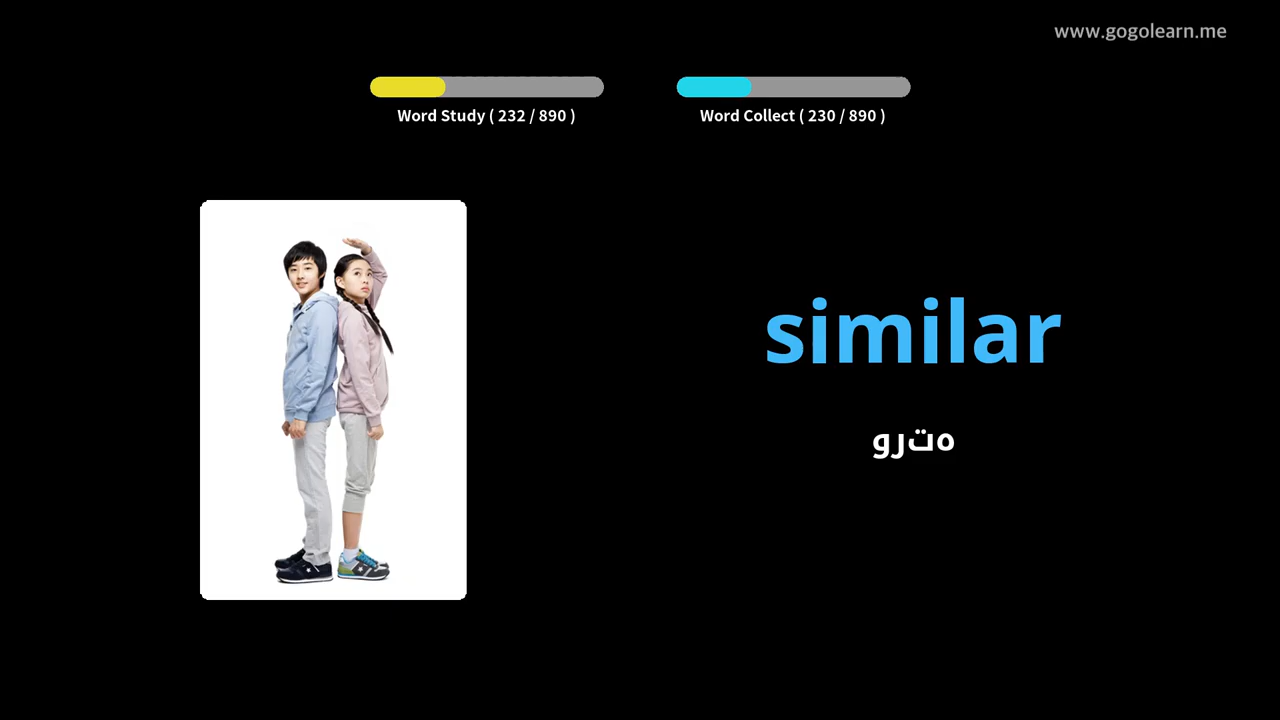 www.gogolearn.me
Word Study ( 232 / 890 )
Word Collect ( 230 / 890 )
similar
ورته